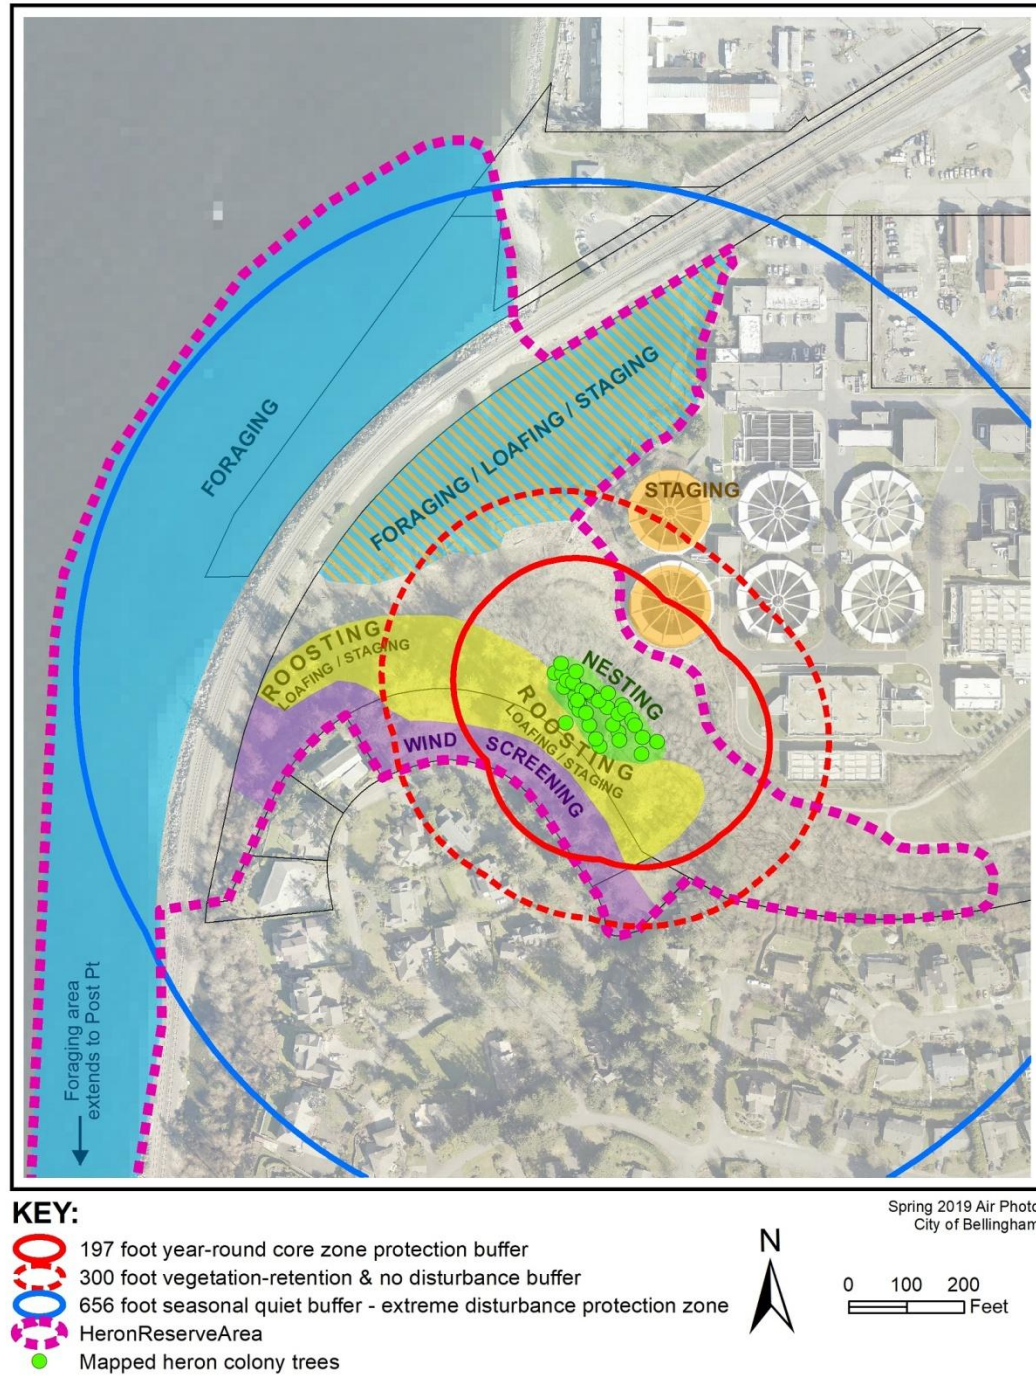 FORAGING
FORAGING / LOAFING / STAGING
STAGING
ROOSTING
LOAFING / STAGING
NESTING
ROOSTING
LOAFING / STAGING
WIND SCREENING
Foraging area
extends to Post Pt
KEY:
197 foot year-round core zone protection buffer
300 foot vegetation-retention & no disturbance buffer
656 foot seasonal quiet buffer - extreme disturbance protection zone
HeronReserveArea
Mapped heron colony trees
N
Spring 2019 Air Photo
City of Bellingham
0 100 200
Feet